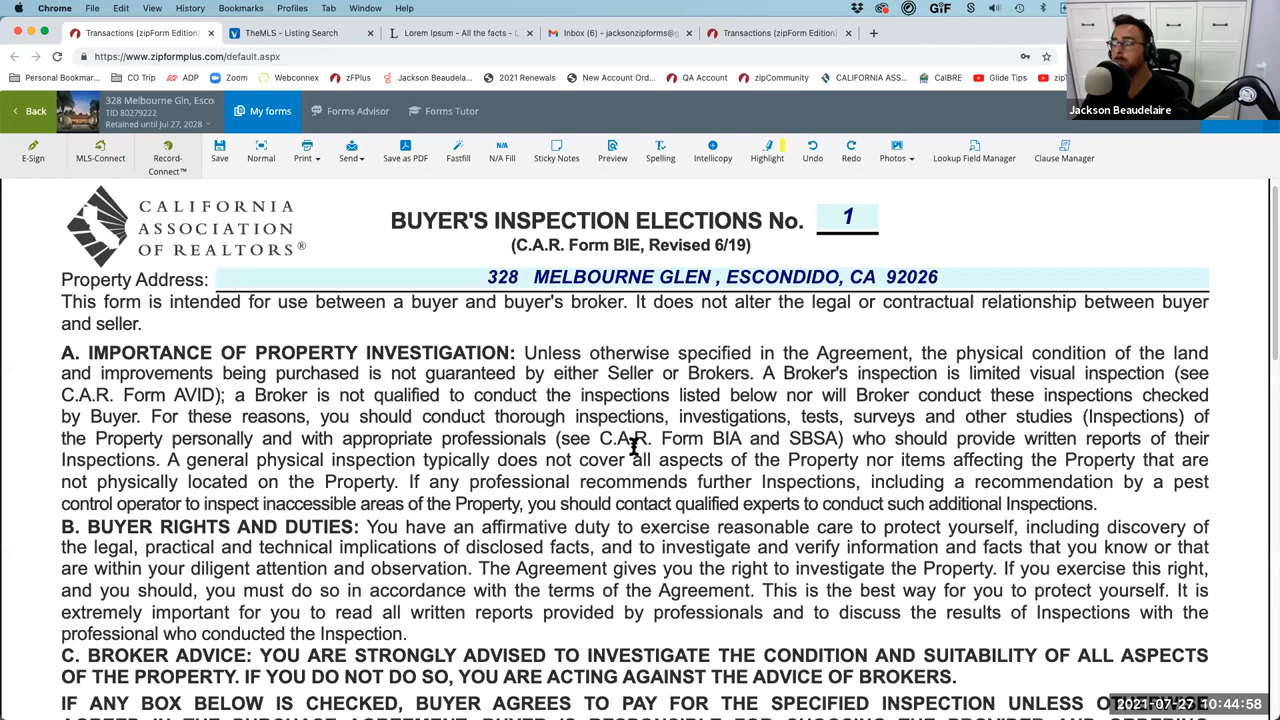 Chrome File Edit View History Bookmarks Profiles Tab Window Help GiF
Transactions (zipForm Edition) TheMLS - Listing Search Lorem Ipsum - All the facts - Inbox (6) - jacksonzipforms@g Transactions (zipForm Edition)
https://www.zipformplus.com/default.aspx
Personal Bookmar... CO Trip ADP Zoom Webconnex zFPlus Jackson Beaudelaire... 2021 Renewals New Account Ord... QA Account zipCommunity CALIFORNIA ASS... CalBRE Glide Tips
Jackson Beaudelaire
Back 328 Melbourne Gln, Esco My forms Forms Advisor Forms Tutor
TID 80279222
Retained until Jul 27, 2028
E-Sign MLS-Connect Record-Connect™ Save Normal Print Send Save as PDF Fastfill N/A Fill Sticky Notes Preview Spelling Intellicopy Highlight Undo Redo Photos Lookup Field Manager Clause Manager
CALIFORNIA
ASSOCIATION
OF REALTORS®
BUYER'S INSPECTION ELECTIONS No. 1
(C.A.R. Form BIE, Revised 6/19)
Property Address: 328 MELBOURNE GLEN , ESCONDIDO, CA 92026
This form is intended for use between a buyer and buyer's broker. It does not alter the legal or contractual relationship between buyer
and seller.
A. IMPORTANCE OF PROPERTY INVESTIGATION: Unless otherwise specified in the Agreement, the physical condition of the land
and improvements being purchased is not guaranteed by either Seller or Brokers. A Broker's inspection is limited visual inspection (see
C.A.R. Form AVID); a Broker is not qualified to conduct the inspections listed below nor will Broker conduct these inspections checked
by Buyer. For these reasons, you should conduct thorough inspections, investigations, tests, surveys and other studies (Inspections) of
the Property personally and with appropriate professionals (see C.A.R. Form BIA and SBSA) who should provide written reports of their
Inspections. A general physical inspection typically does not cover all aspects of the Property nor items affecting the Property that are
not physically located on the Property. If any professional recommends further Inspections, including a recommendation by a pest
control operator to inspect inaccessible areas of the Property, you should contact qualified experts to conduct such additional Inspections.
B. BUYER RIGHTS AND DUTIES: You have an affirmative duty to exercise reasonable care to protect yourself, including discovery of
the legal, practical and technical implications of disclosed facts, and to investigate and verify information and facts that you know or that
are within your diligent attention and observation. The Agreement gives you the right to investigate the Property. If you exercise this right,
and you should, you must do so in accordance with the terms of the Agreement. This is the best way for you to protect yourself. It is
extremely important for you to read all written reports provided by professionals and to discuss the results of Inspections with the
professional who conducted the Inspection.
C. BROKER ADVICE: YOU ARE STRONGLY ADVISED TO INVESTIGATE THE CONDITION AND SUITABILITY OF ALL ASPECTS
OF THE PROPERTY. IF YOU DO NOT DO SO, YOU ARE ACTING AGAINST THE ADVICE OF BROKERS.
IF ANY BOX BELOW IS CHECKED, BUYER AGREES TO PAY FOR THE SPECIFIED INSPECTION UNLESS OTHERWISE
2021-07-27 10:44:58